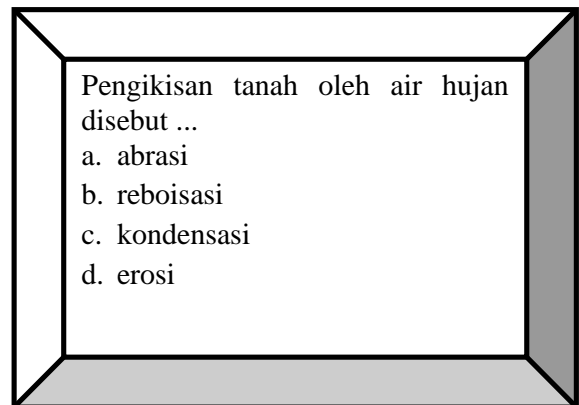 Pengikisan tanah oleh air hujan
disebut ...
a. abrasi
b. reboisasi
c. kondensasi
d. erosi